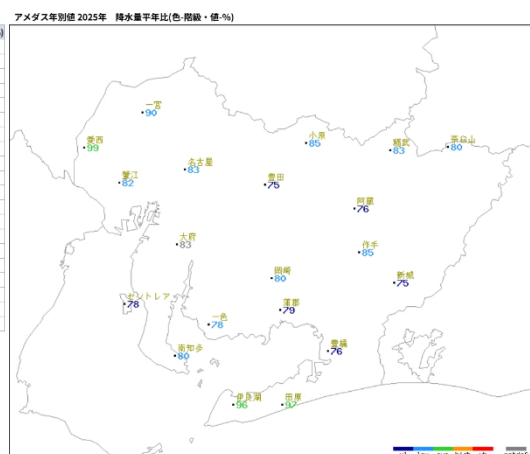 アメダス年別値 2025年　降水量平年比(色-階級・値-%)
一宮
90
愛西
99
小原
85
稲武
83
茶臼山
80
蟹江
82
名古屋
83
豊田
75
阿蔵
76
大府
83
作手
85
岡崎
80
新城
75
セントレア
78
蒲郡
79
一色
78
南知多
80
豊橋
76
伊良湖
96
田原
97